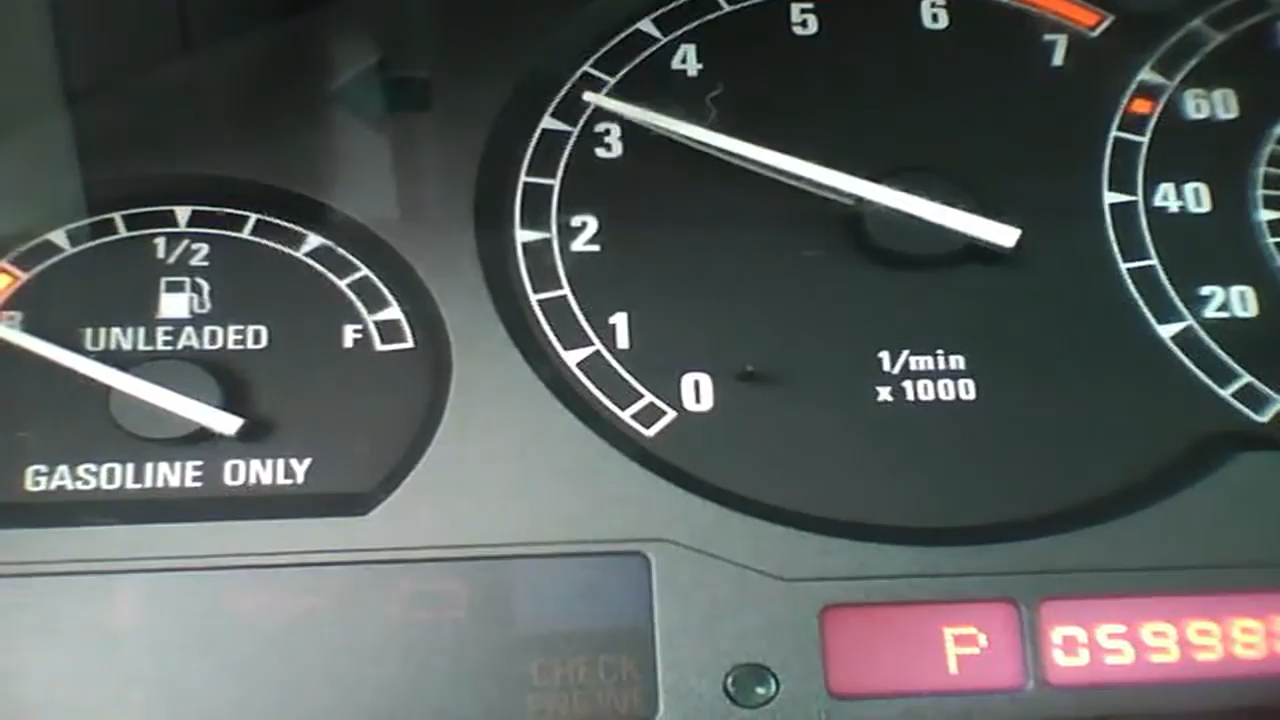 1/2
R
F
UNLEADED
GASOLINE ONLY
0
1
2
3
4
5
6
7
1/min
x 1000
60
40
20
CHECK
ENGINE
P
05998